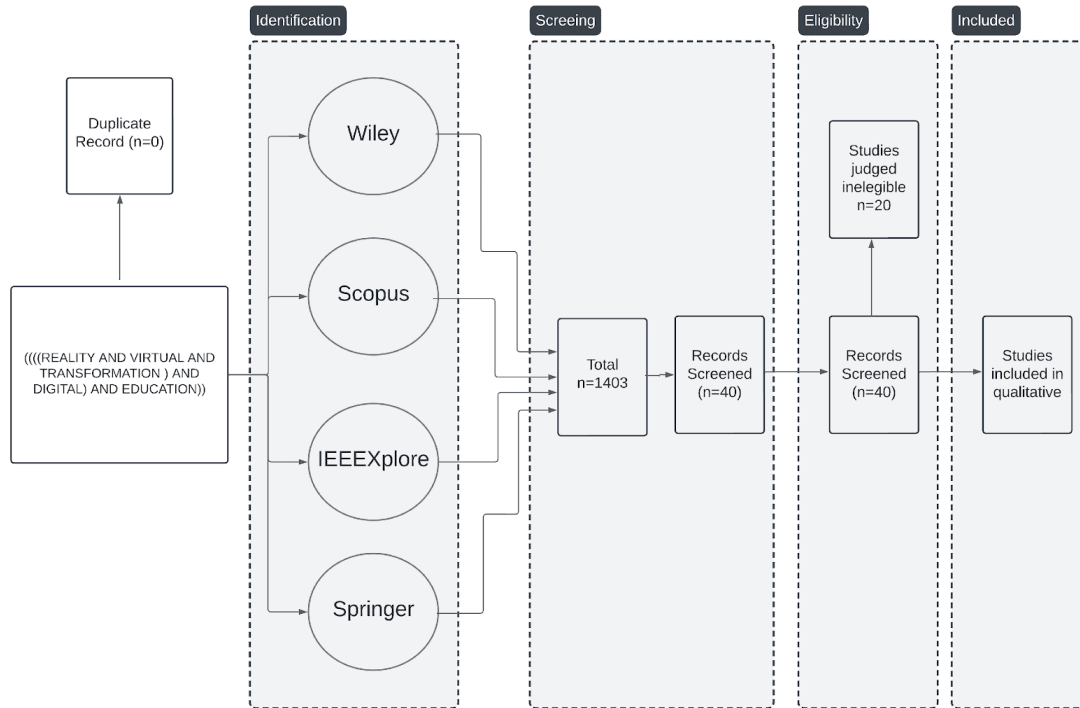 Identification
Screeing
Eligibility
Included
Duplicate
Record (n=0)
((((REALITY AND VIRTUAL AND
TRANSFORMATION ) AND
DIGITAL) AND EDUCATION))
Wiley
Scopus
IEEEXplore
Springer
Total
n=1403
Records
Screened
(n=40)
Studies
judged
inelegible
n=20
Records
Screened
(n=40)
Studies
included in
qualitative